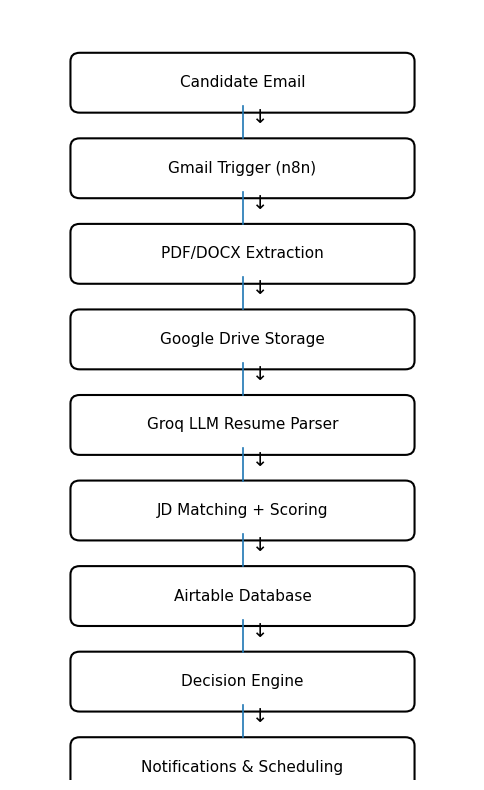 Candidate Email
↓
Gmail Trigger (n8n)
↓
PDF/DOCX Extraction
↓
Google Drive Storage
↓
Groq LLM Resume Parser
↓
JD Matching + Scoring
↓
Airtable Database
↓
Decision Engine
↓
Notifications & Scheduling